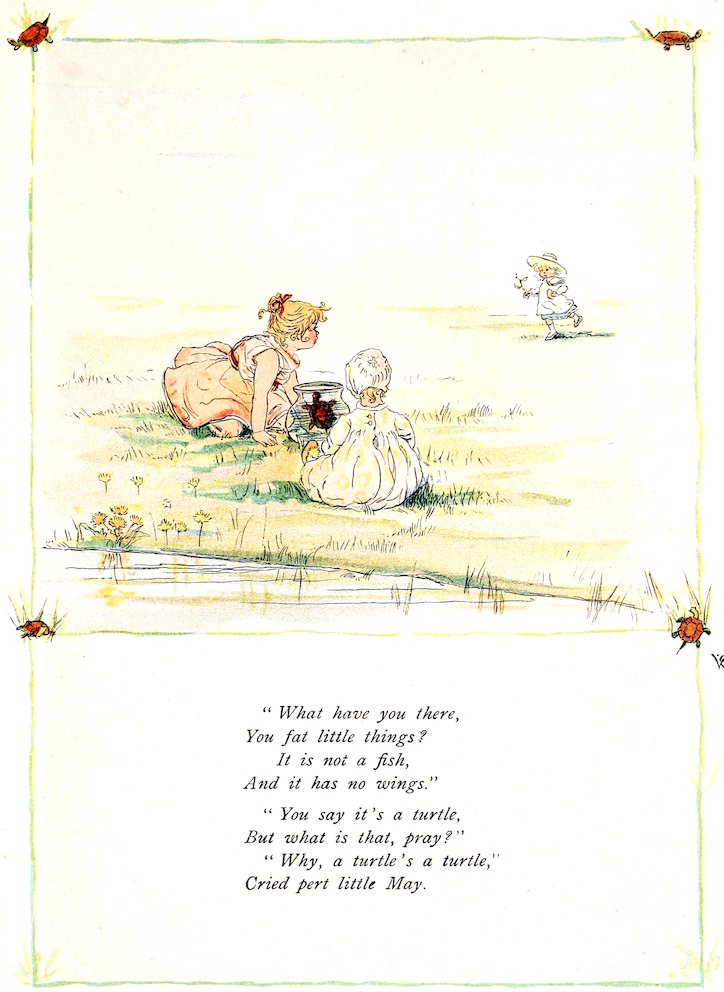 “ What have you there,
You fat little things?
It is not a fish,
And it has no wings.”
“ You say it’s a turtle,
But what is that, pray?”
“ Why, a turtle’s a turtle,”
Cried pert little May.